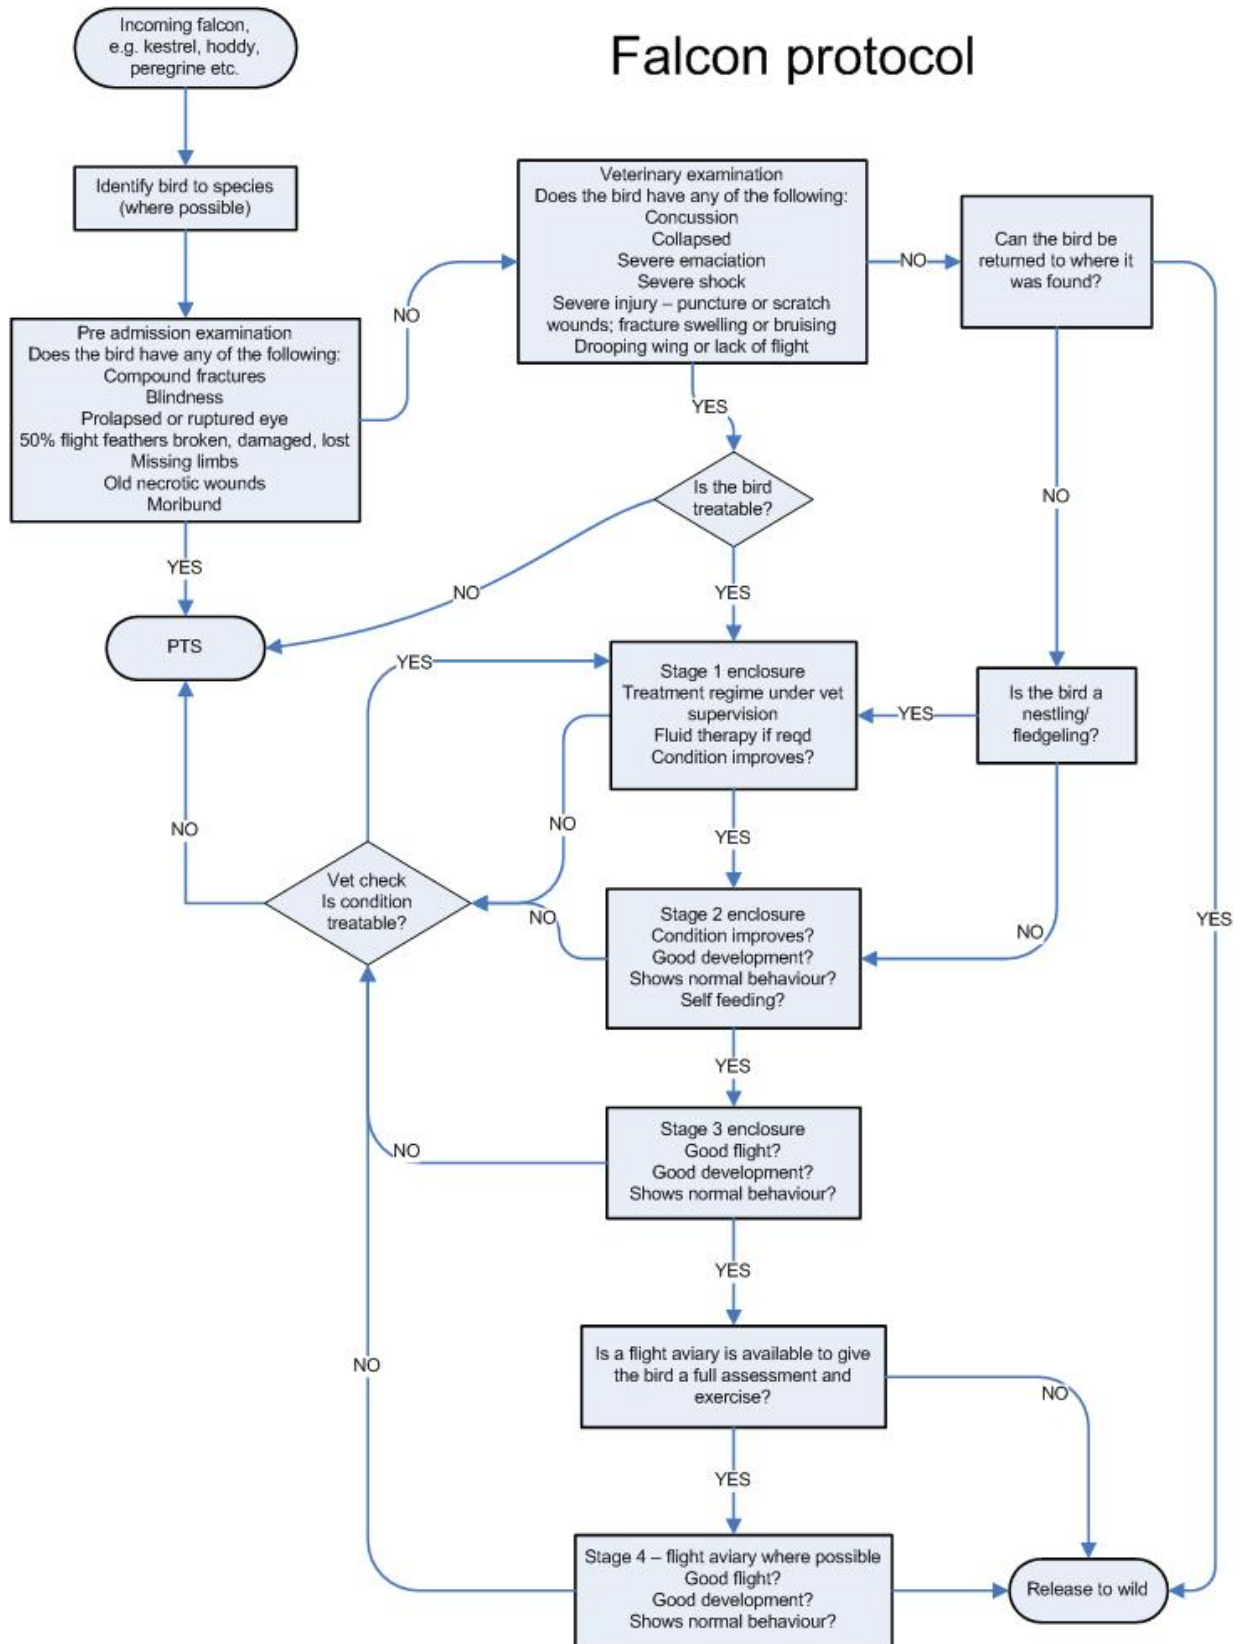 Falcon protocol
Incoming falcon,
e.g. kestrel, hoddy,
peregrine etc.
Identify bird to species
(where possible)
Pre admission examination
Does the bird have any of the following:
Compound fractures
Blindness
Prolapsed or ruptured eye
50% flight feathers broken, damaged, lost
Missing limbs
Old necrotic wounds
Moribund
NO
YES
PTS
Veterinary examination
Does the bird have any of the following:
Concussion
Collapsed
Severe emaciation
Severe shock
Severe injury – puncture or scratch
wounds; fracture swelling or bruising
Drooping wing or lack of flight
NO
YES
Can the bird be
returned to where it
was found?
NO
YES
Is the bird
treatable?
NO
YES
Is the bird a
nestling/
fledgeling?
YES
NO
Stage 1 enclosure
Treatment regime under vet
supervision
Fluid therapy if reqd
Condition improves?
NO
YES
Vet check
Is condition
treatable?
YES
NO
Stage 2 enclosure
Condition improves?
Good development?
Shows normal behaviour?
Self feeding?
NO
YES
Stage 3 enclosure
Good flight?
Good development?
Shows normal behaviour?
NO
YES
Is a flight aviary is available to give
the bird a full assessment and
exercise?
NO
YES
Stage 4 – flight aviary where possible
Good flight?
Good development?
Shows normal behaviour?
NO
Release to wild